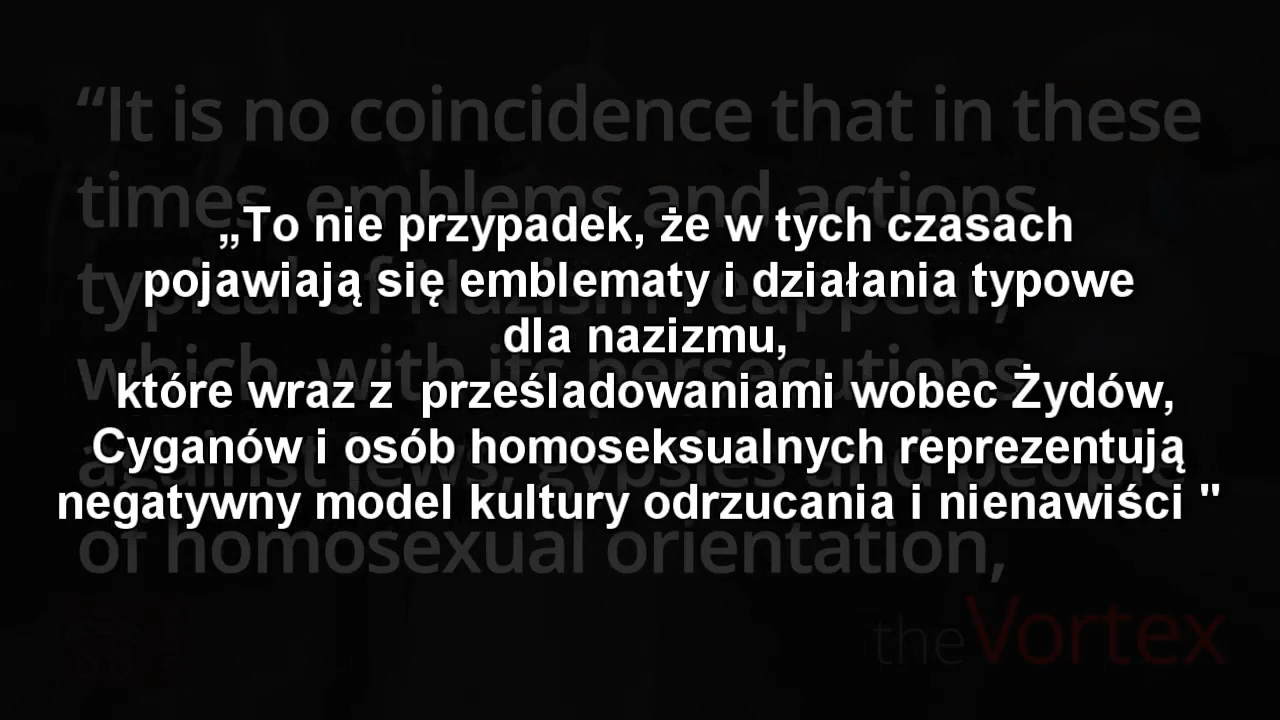 “It is no coincidence that in these
times, emblems and actions
typical of Nazism reappear,
which, with its persecutions
against Jews, gypsies and people
of homosexual orientation,
„To nie przypadek, że w tych czasach
pojawiają się emblematy i działania typowe
dla nazizmu,
które wraz z prześladowaniami wobec Żydów,
Cyganów i osób homoseksualnych reprezentują
negatywny model kultury odrzucania i nienawiści "
theVortex